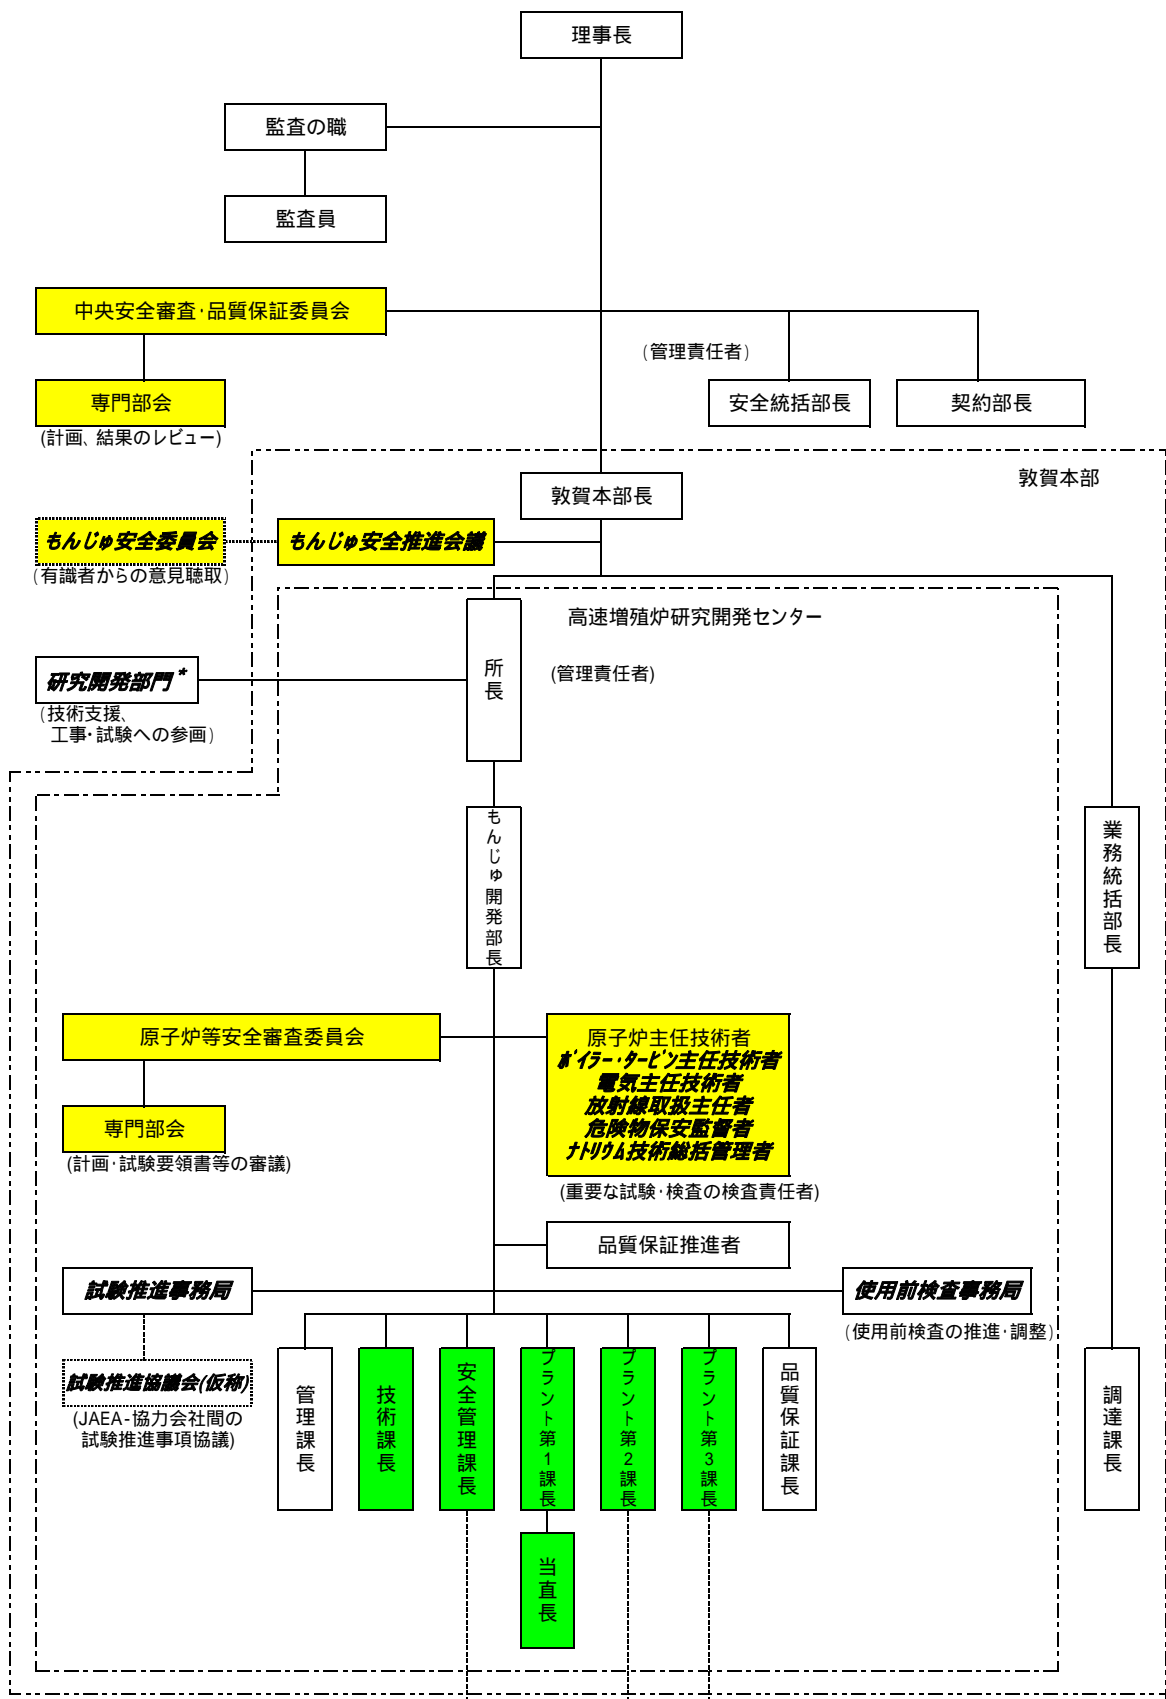 理事長
監査の職
監査員
中央安全審査･品質保証委員会
(管理責任者)
専門部会
(計画､結果のレビュー)
安全統括部長
契約部長
敦賀本部
敦賀本部長
もんじゅ安全委員会
(有識者からの意見聴取)
もんじゅ安全推進会議
高速増殖炉研究開発センター
所長
(管理責任者)
研究開発部門*
(技術支援､
工事･試験への参画)
もんじゅ開発部長
業務統括部長
原子炉等安全審査委員会
専門部会
(計画･試験要領書等の審議)
原子炉主任技術者
ﾎﾞｲﾗｰ･ﾀｰﾋﾞﾝ主任技術者
電気主任技術者
放射線取扱主任者
危険物保安監督者
ﾅﾄﾘｳﾑ技術総括管理者
(重要な試験･検査の検査責任者)
品質保証推進者
試験推進事務局
使用前検査事務局
(使用前検査の推進･調整)
試験推進協議会(仮称)
(JAEA-協力会社間の
試験推進事項協議)
管理課長
技術課長
安全管理課長
プラント第1課長
プラント第2課長
プラント第3課長
品質保証課長
調達課長
当直長